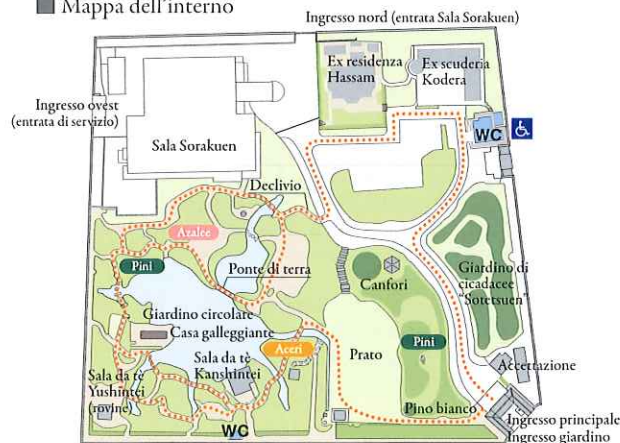 Mappa dell'interno
Ingresso nord (entrata Sala Sorakuen)
Ex residenza
Hassam
Ex scuderia
Kodera
Ingresso ovest
(entrata di servizio)
Sala Sorakuen
WC
Declivio
Azalee
Pini
Ponte di terra
Canfori
Giardino di
cicadacee
"Sotetsuen"
Giardino circolare
Casa galleggiante
Aceri
Pini
Prato
Sala da tè
Kanshintei
Sala da tè
Yushintei
(rovine)
Accettazione
Pino bianco
WC
Ingresso principale
Ingresso giardino